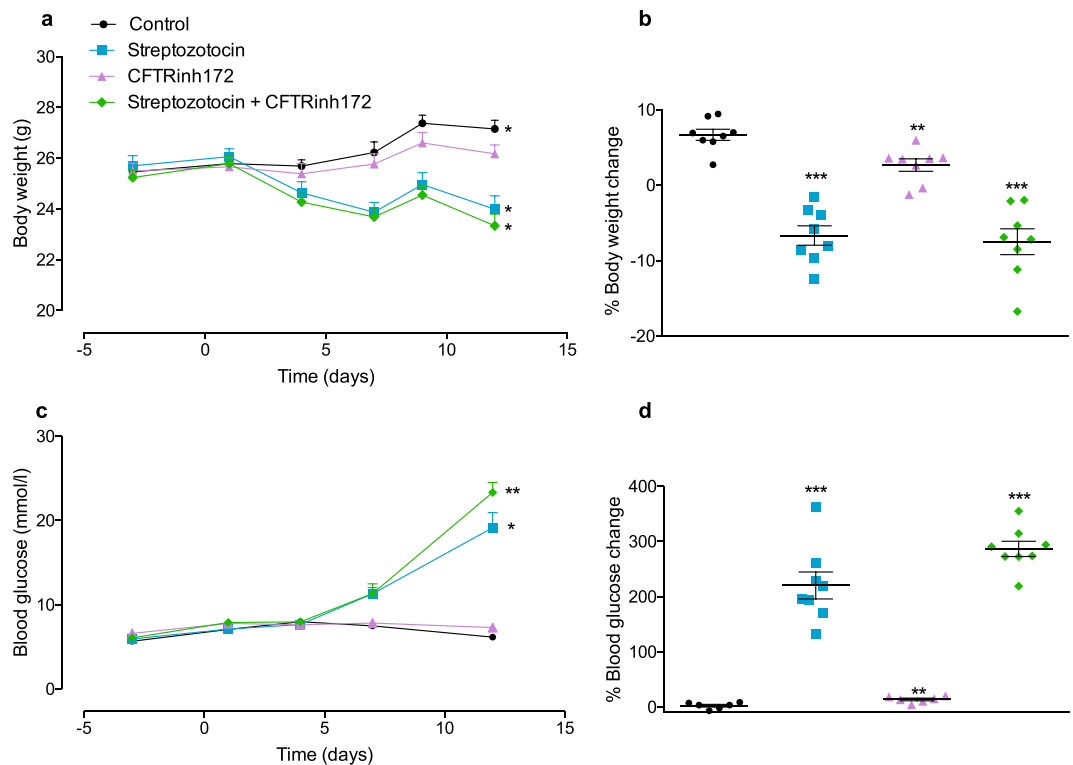 a
Control
Streptozotocin
CFTRinh172
Streptozotocin + CFTRinh172
Body weight (g)
30
28
26
24
22
20
*
*
*
-5
0
5
10
15
Time (days)
b
% Body weight change
10
0
-10
-20
***
**
***
c
Blood glucose (mmol/l)
30
20
10
0
**
*
-5
0
5
10
15
Time (days)
d
% Blood glucose change
400
300
200
100
0
***
**
***